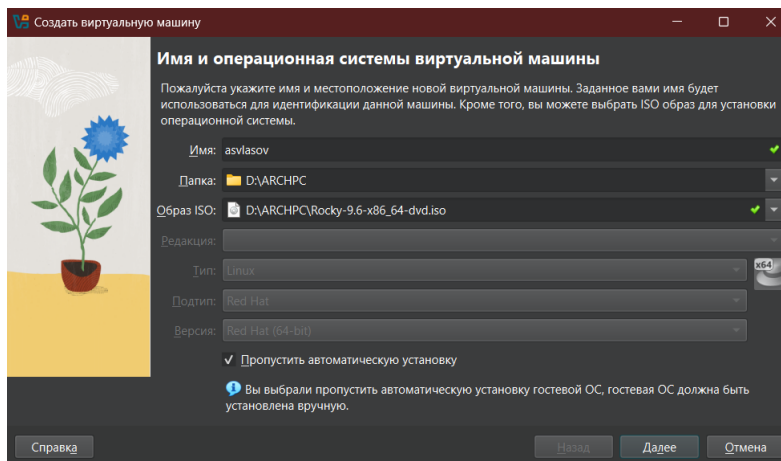 Создать виртуальную машину
Имя и операционная системы виртуальной машины
Пожалуйста укажите имя и местоположение новой виртуальной машины. Заданное вами имя будет
использоваться для идентификации данной машины. Кроме того, вы можете выбрать ISO образ для установки
операционной системы.
Имя: asvlasov
Папка: D:\ARCHPC
Образ ISO: D:\ARCHPC\Rocky-9.6-x86_64-dvd.iso
Редакция:
Тип: Linux
x64
Подтип: Red Hat
Версия: Red Hat (64-bit)
Пропустить автоматическую установку
Вы выбрали пропустить автоматическую установку гостевой ОС, гостевая ОС должна быть
установлена вручную.
Справка Назад Далее Отмена